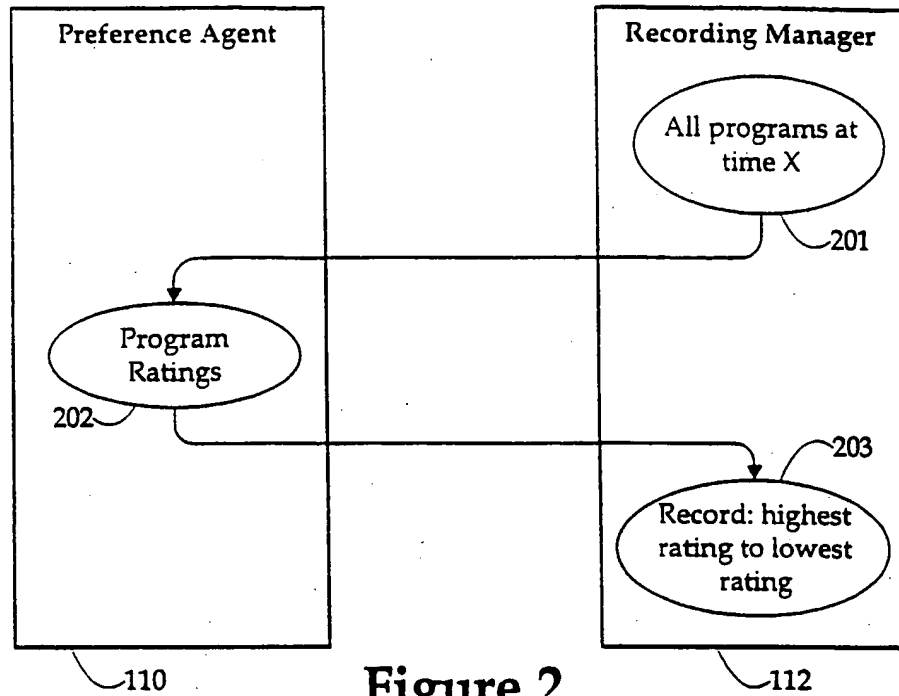 Preference Agent
Recording Manager
All programs at
time X
201
Program
Ratings
202
203
Record: highest
rating to lowest
rating
110
112
Figure 2